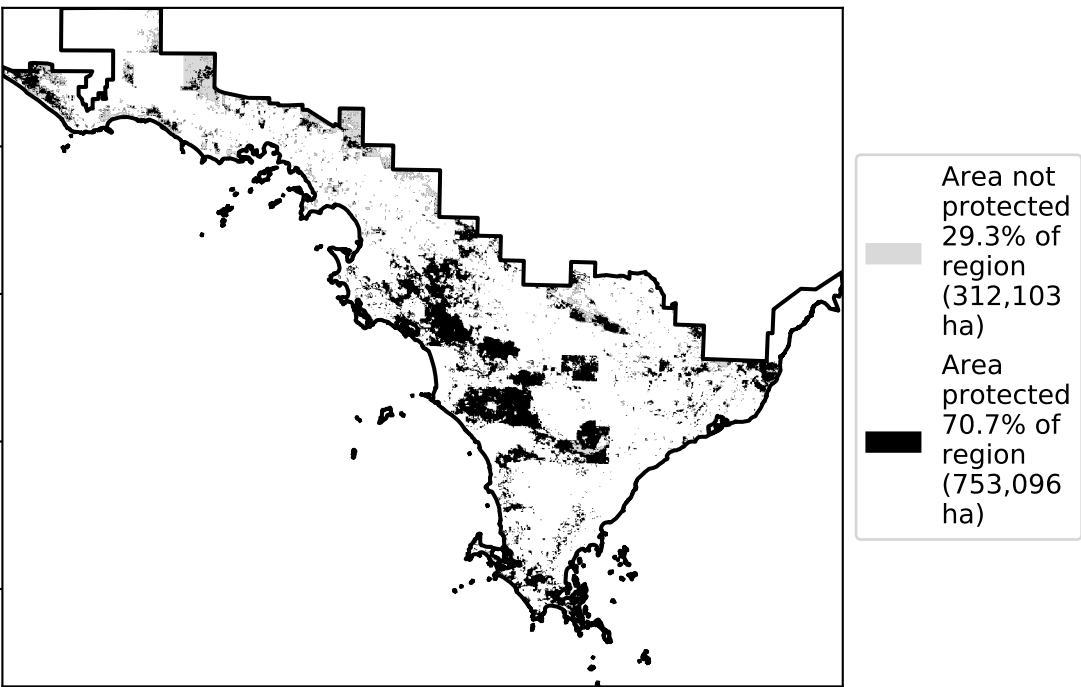 Area not
protected
29.3% of
region
(312,103
ha)
Area
protected
70.7% of
region
(753,096
ha)